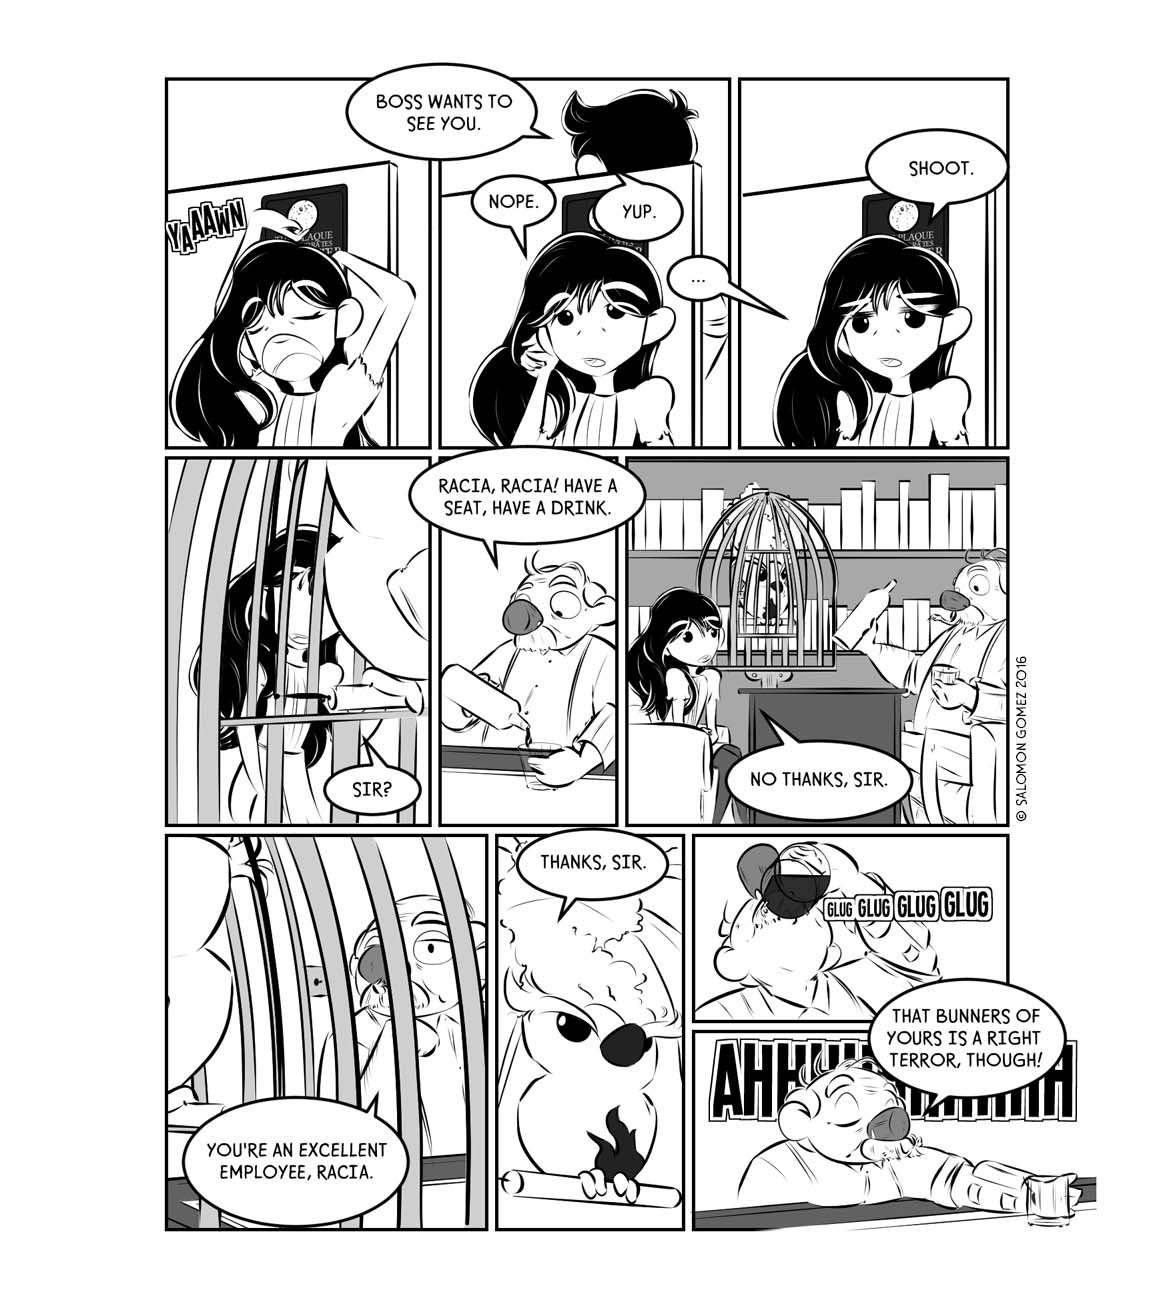 BOSS WANTS TO
SEE YOU.
YAAAWN
NOPE.
YUP.
...
SHOOT.
PLAQUE
PLAQUE
SIR?
RACIA, RACIA! HAVE A
SEAT, HAVE A DRINK.
NO THANKS, SIR.
© SALOMON GOMEZ 2016
YOU'RE AN EXCELLENT
EMPLOYEE, RACIA.
THANKS, SIR.
GLUG GLUG GLUG GLUG
THAT BUNNERS OF
YOURS IS A RIGHT
TERROR, THOUGH!